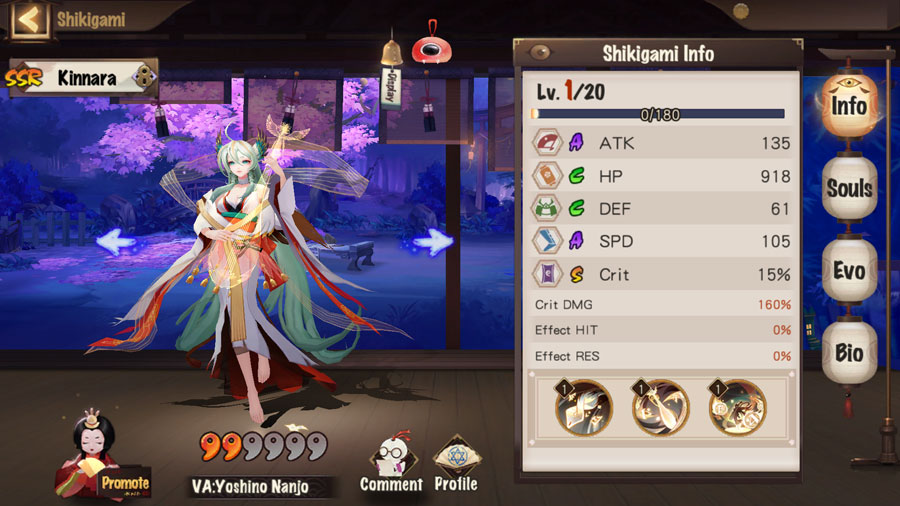 Shikigami
SSR Kinnara
Display
Shikigami Info
Lv. 1/20
0/180
A ATK 135
C HP 918
C DEF 61
A SPD 105
S Crit 15%
Crit DMG 160%
Effect HIT 0%
Effect RES 0%
1 1 1
Info
Souls
Evo
Bio
Promote
VA:Yoshino Nanjo
Comment
Profile